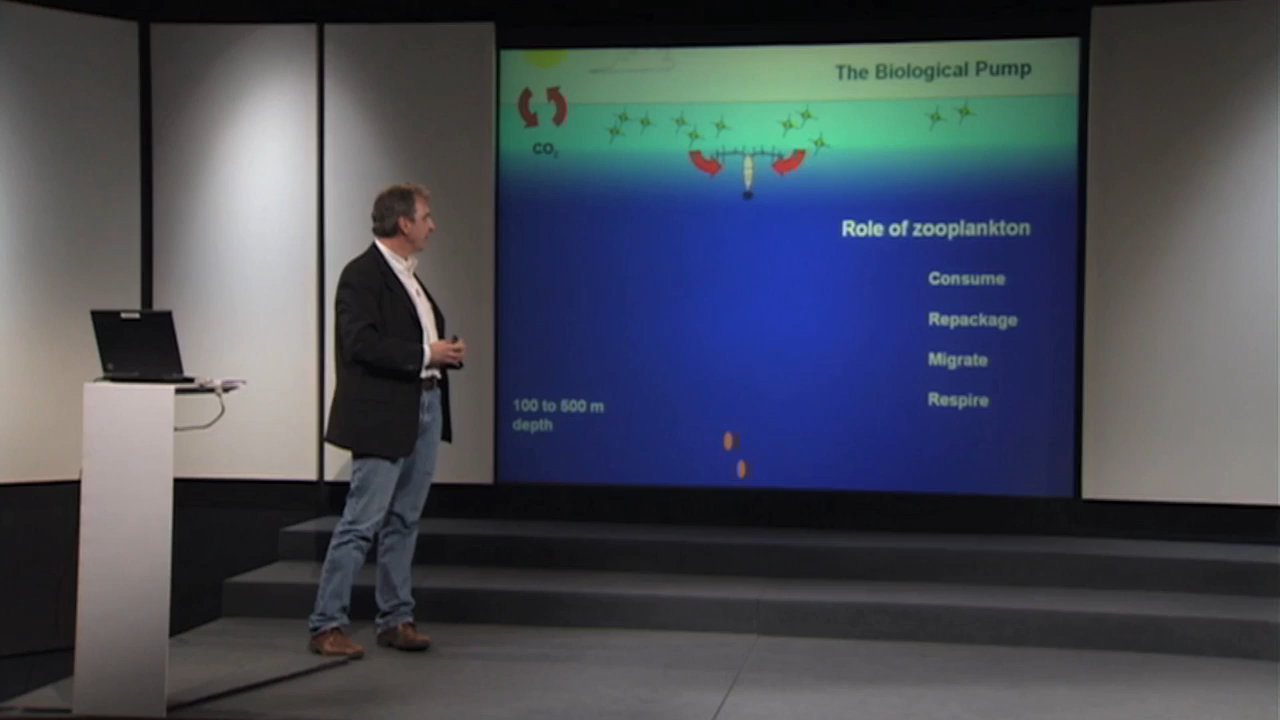 The Biological Pump
CO2
Role of zooplankton
Consume
Repackage
Migrate
Respire
100 to 500 m
depth